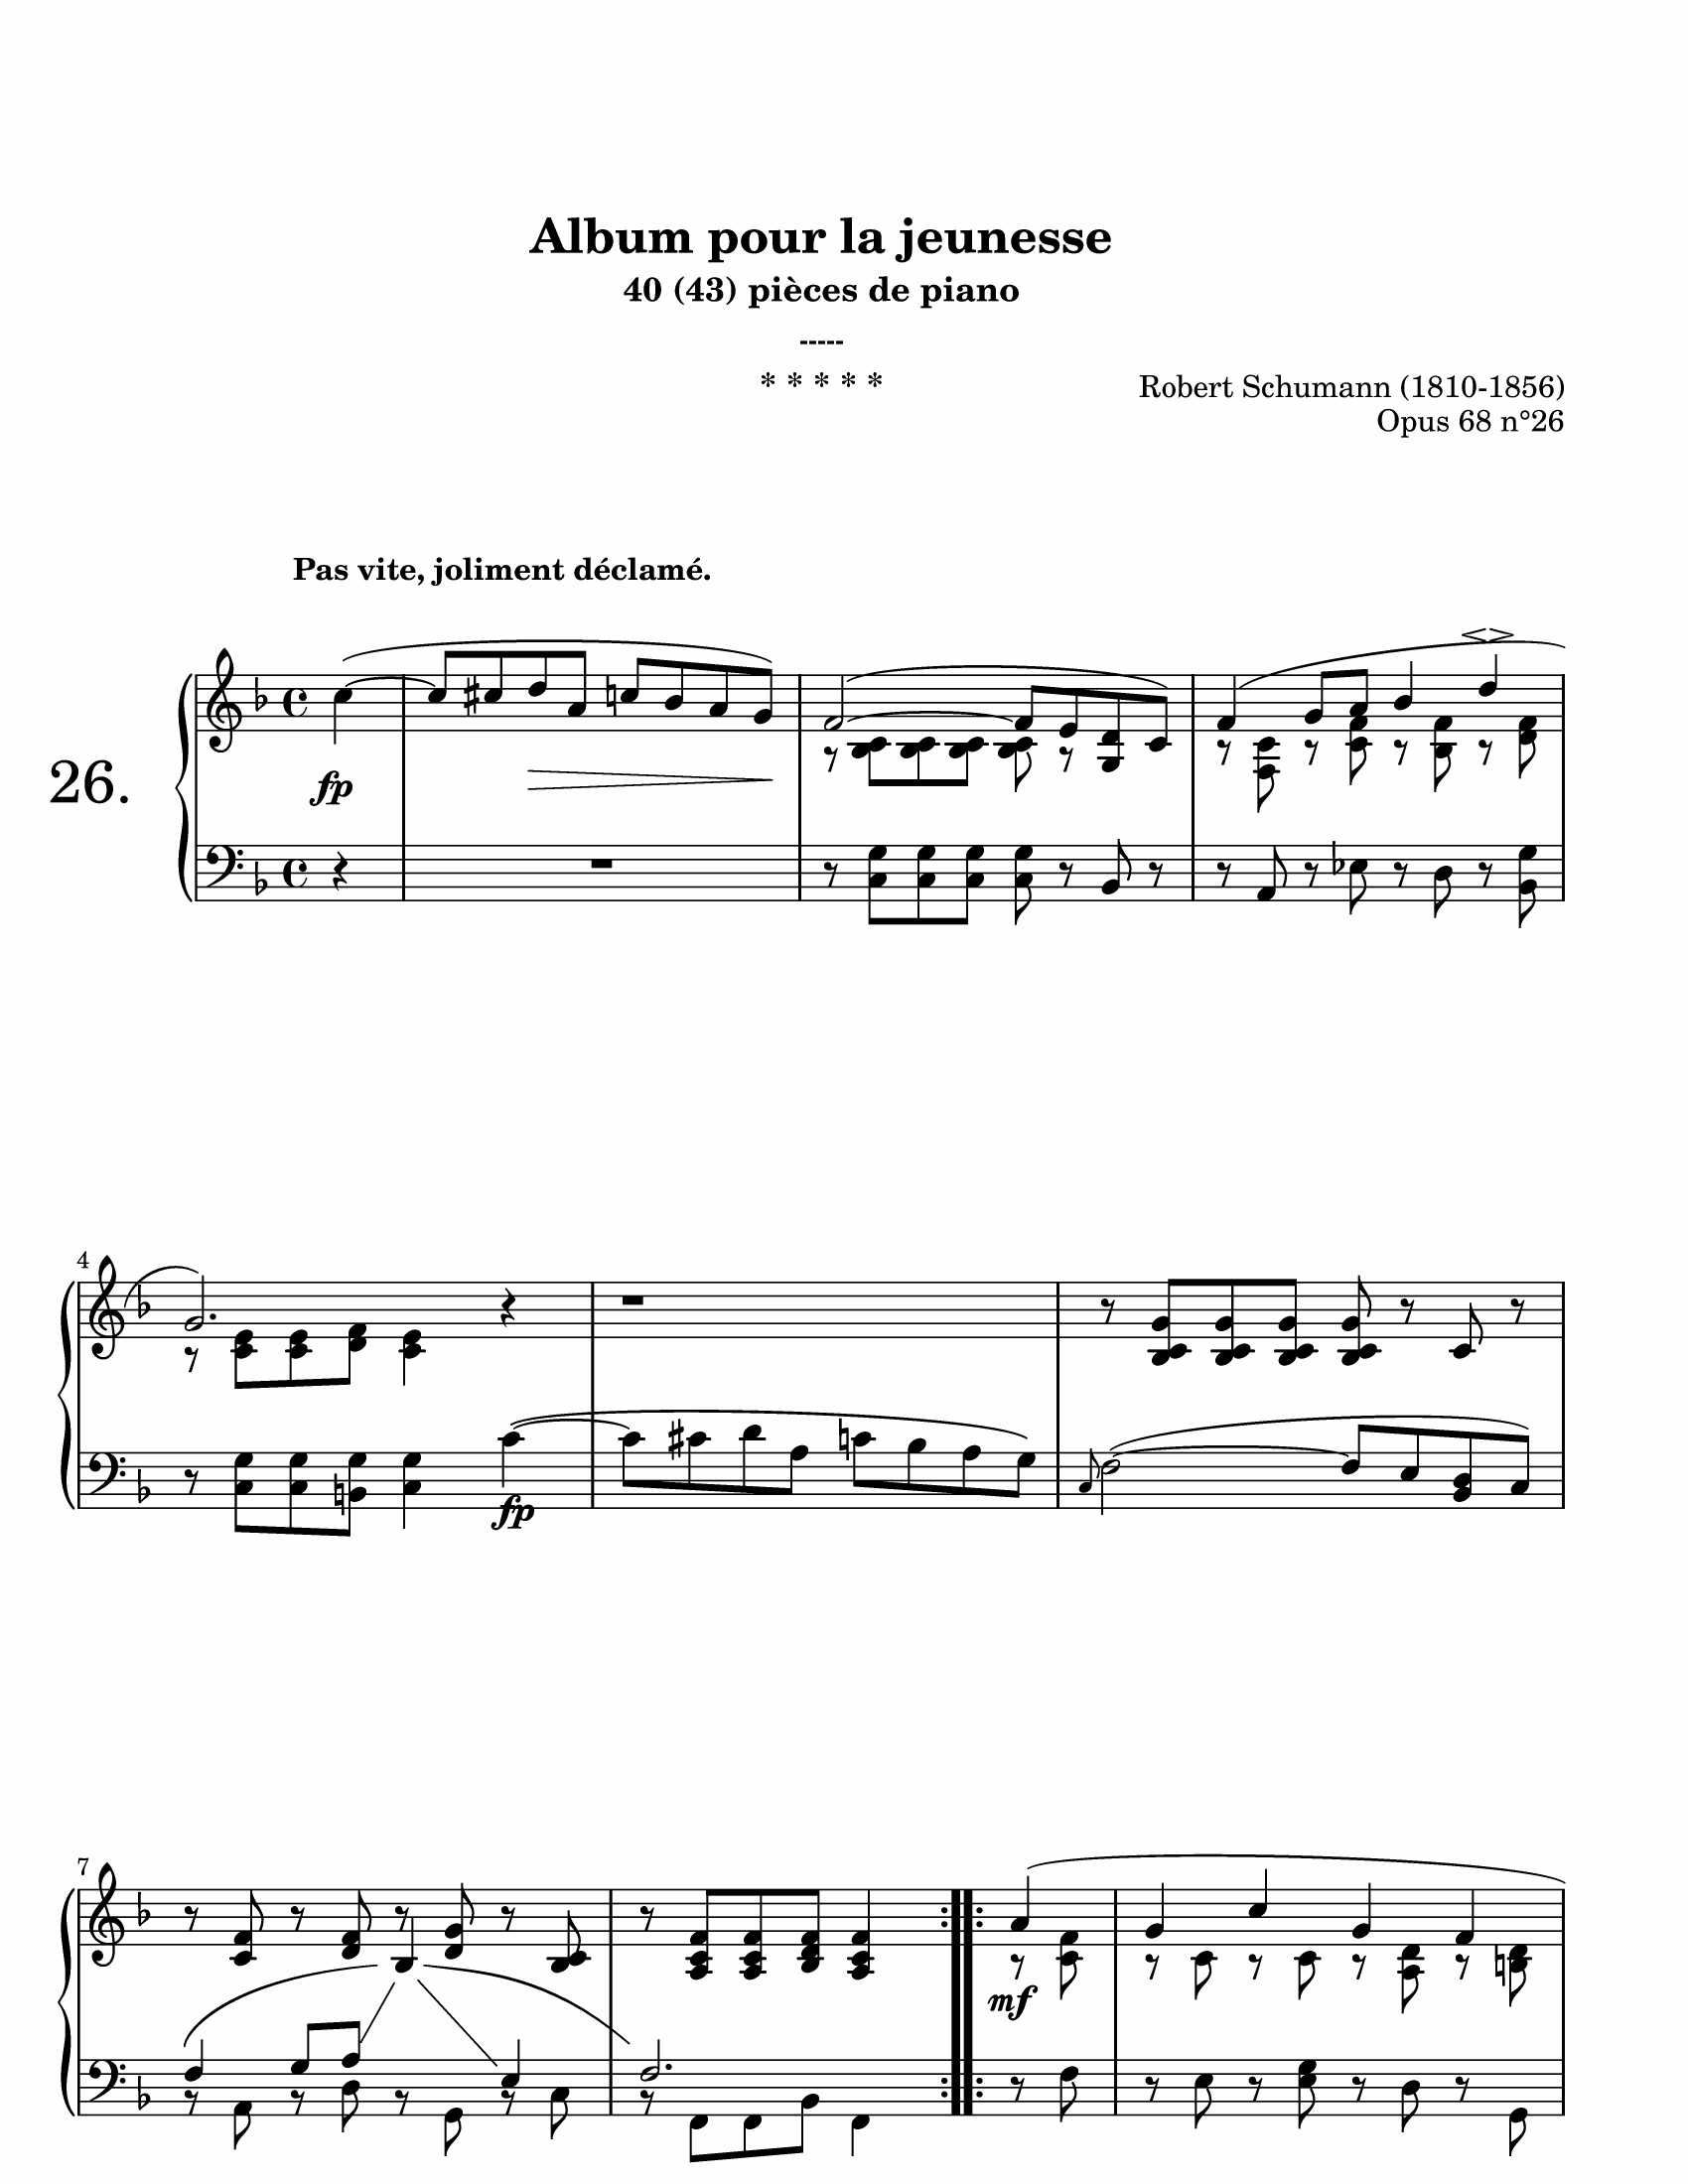 Album pour la jeunesse
40 (43) pièces de piano
-----
* * * * *
Robert Schumann (1810-1856)
Opus 68 n°26
Pas vite, joliment déclamé.
26.
fp
4
fp
7
mf